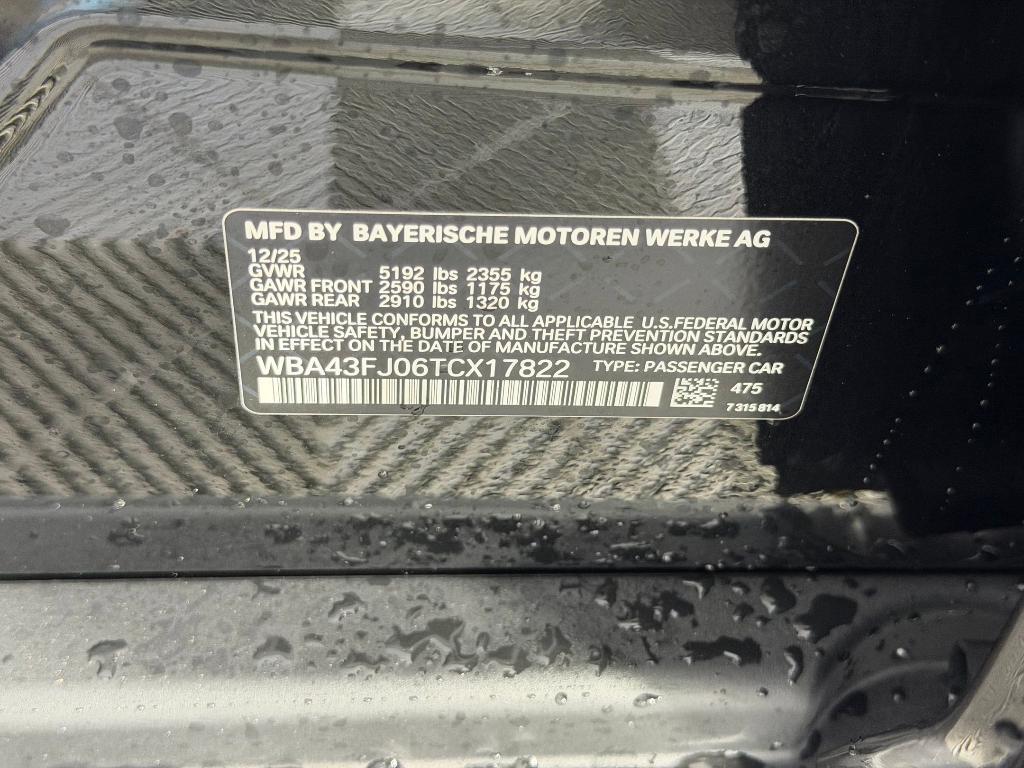 MFD BY BAYERISCHE MOTOREN WERKE AG
12/25
GVWR 5192 lbs 2355 kg
GAWR FRONT 2590 lbs 1175 kg
GAWR REAR 2910 lbs 1320 kg
THIS VEHICLE CONFORMS TO ALL APPLICABLE U.S.FEDERAL MOTOR
VEHICLE SAFETY, BUMPER AND THEFT PREVENTION STANDARDS
IN EFFECT ON THE DATE OF MANUFACTURE SHOWN ABOVE.
WBA43FJ06TCX17822 TYPE: PASSENGER CAR
475
7 315 814